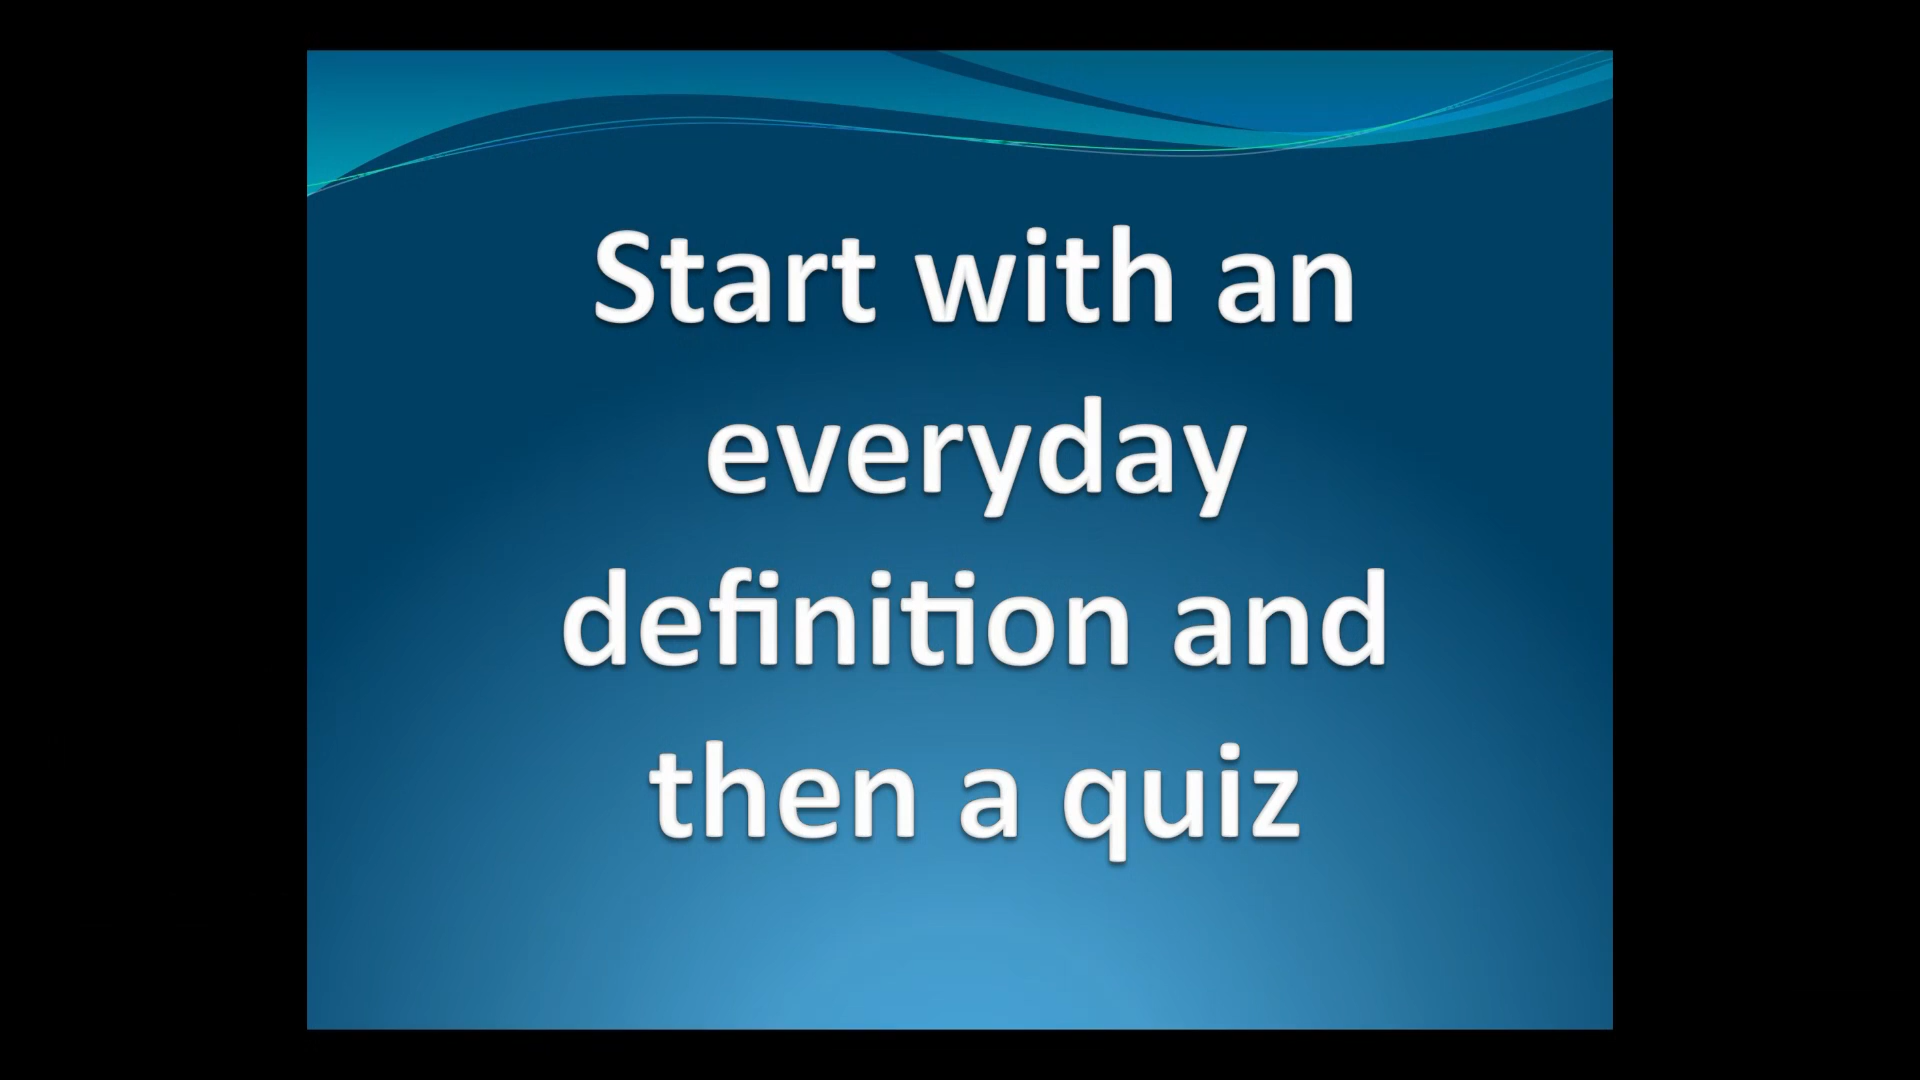 Start with an
everyday
definition and
then a quiz